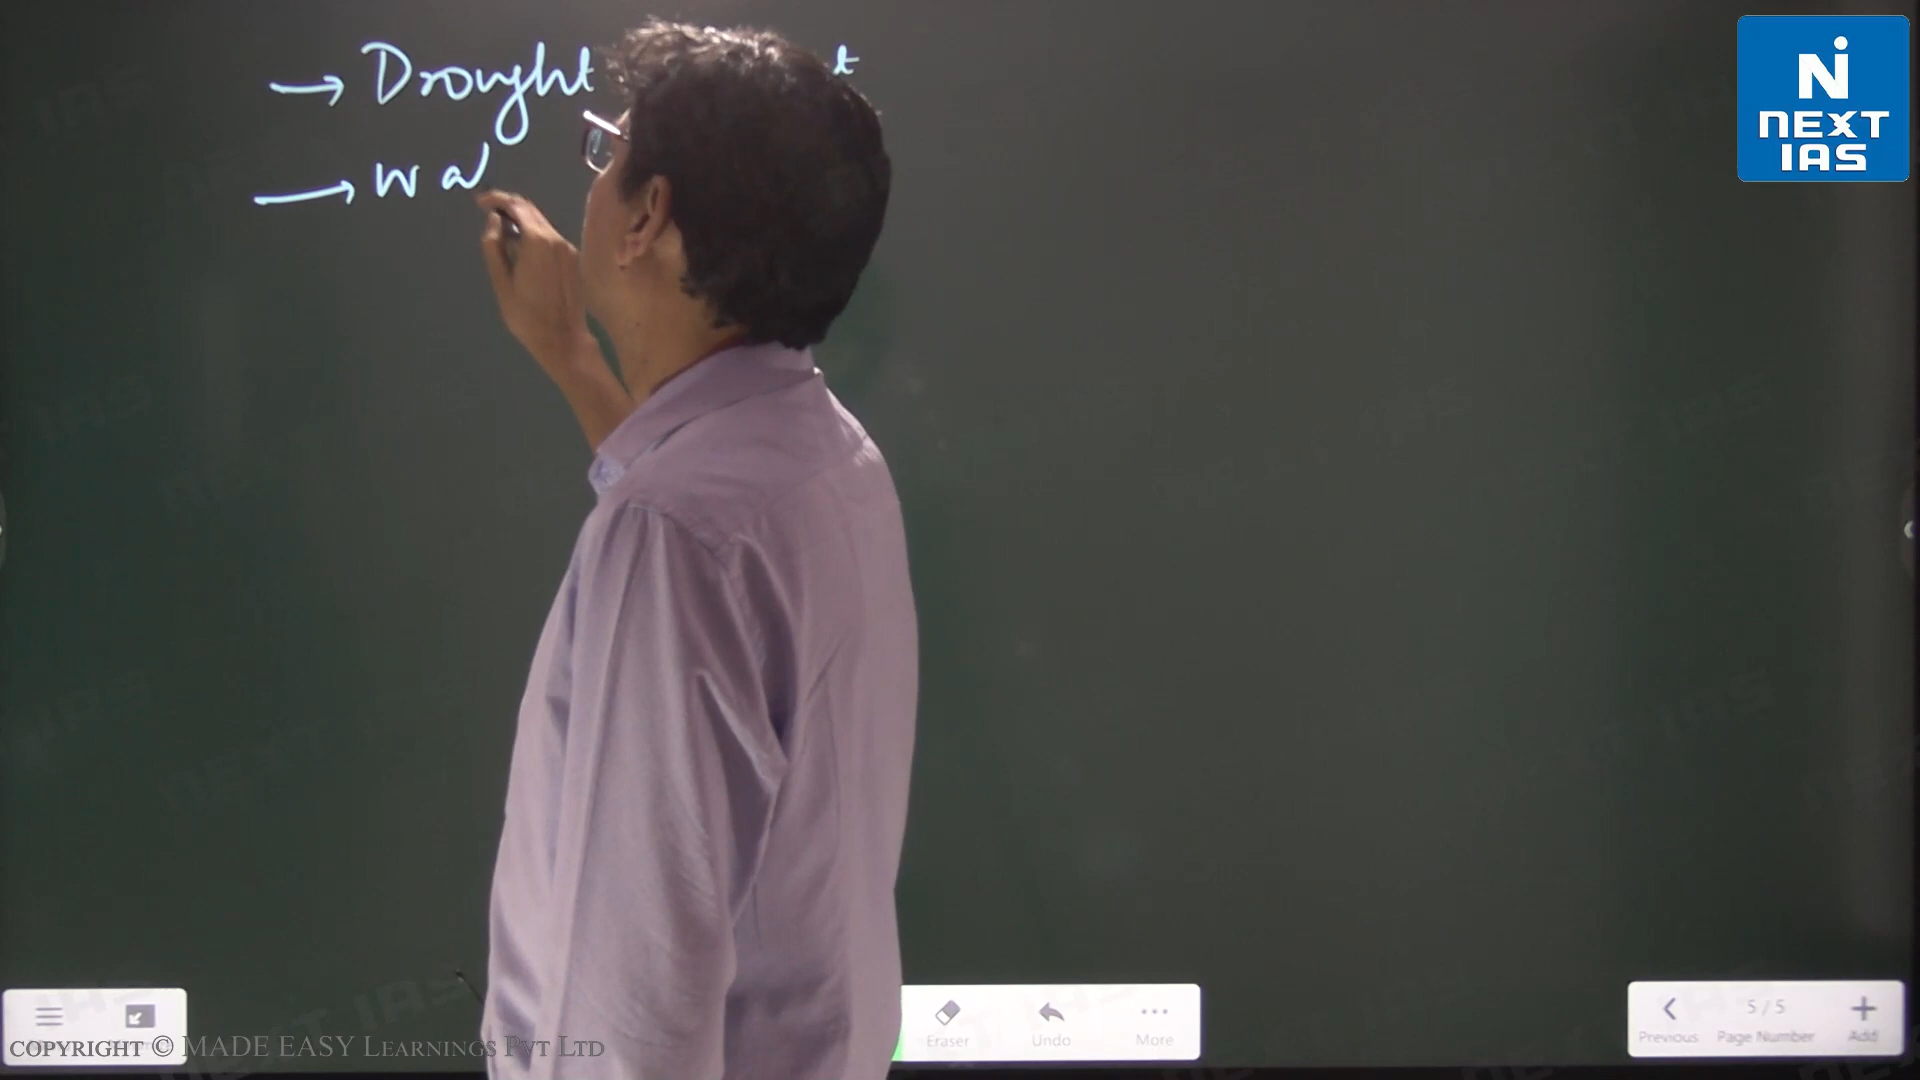 → Drought
→ wa
N
NEXT
IAS
Eraser
Undo
More
5 / 5
Previous
Page Number
Add
COPYRIGHT © MADE EASY LEARNINGS PVT LTD